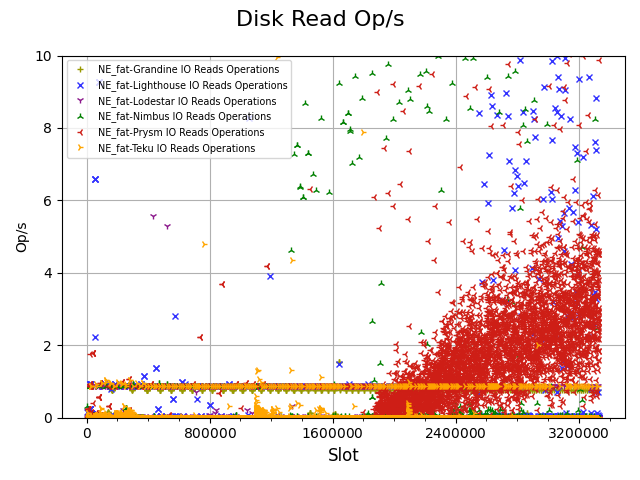 Disk Read Op/s
NE_fat-Grandine IO Reads Operations
NE_fat-Lighthouse IO Reads Operations
NE_fat-Lodestar IO Reads Operations
NE_fat-Nimbus IO Reads Operations
NE_fat-Prysm IO Reads Operations
NE_fat-Teku IO Reads Operations
10
8
6
4
2
0
Op/s
0 800000 1600000 2400000 3200000
Slot